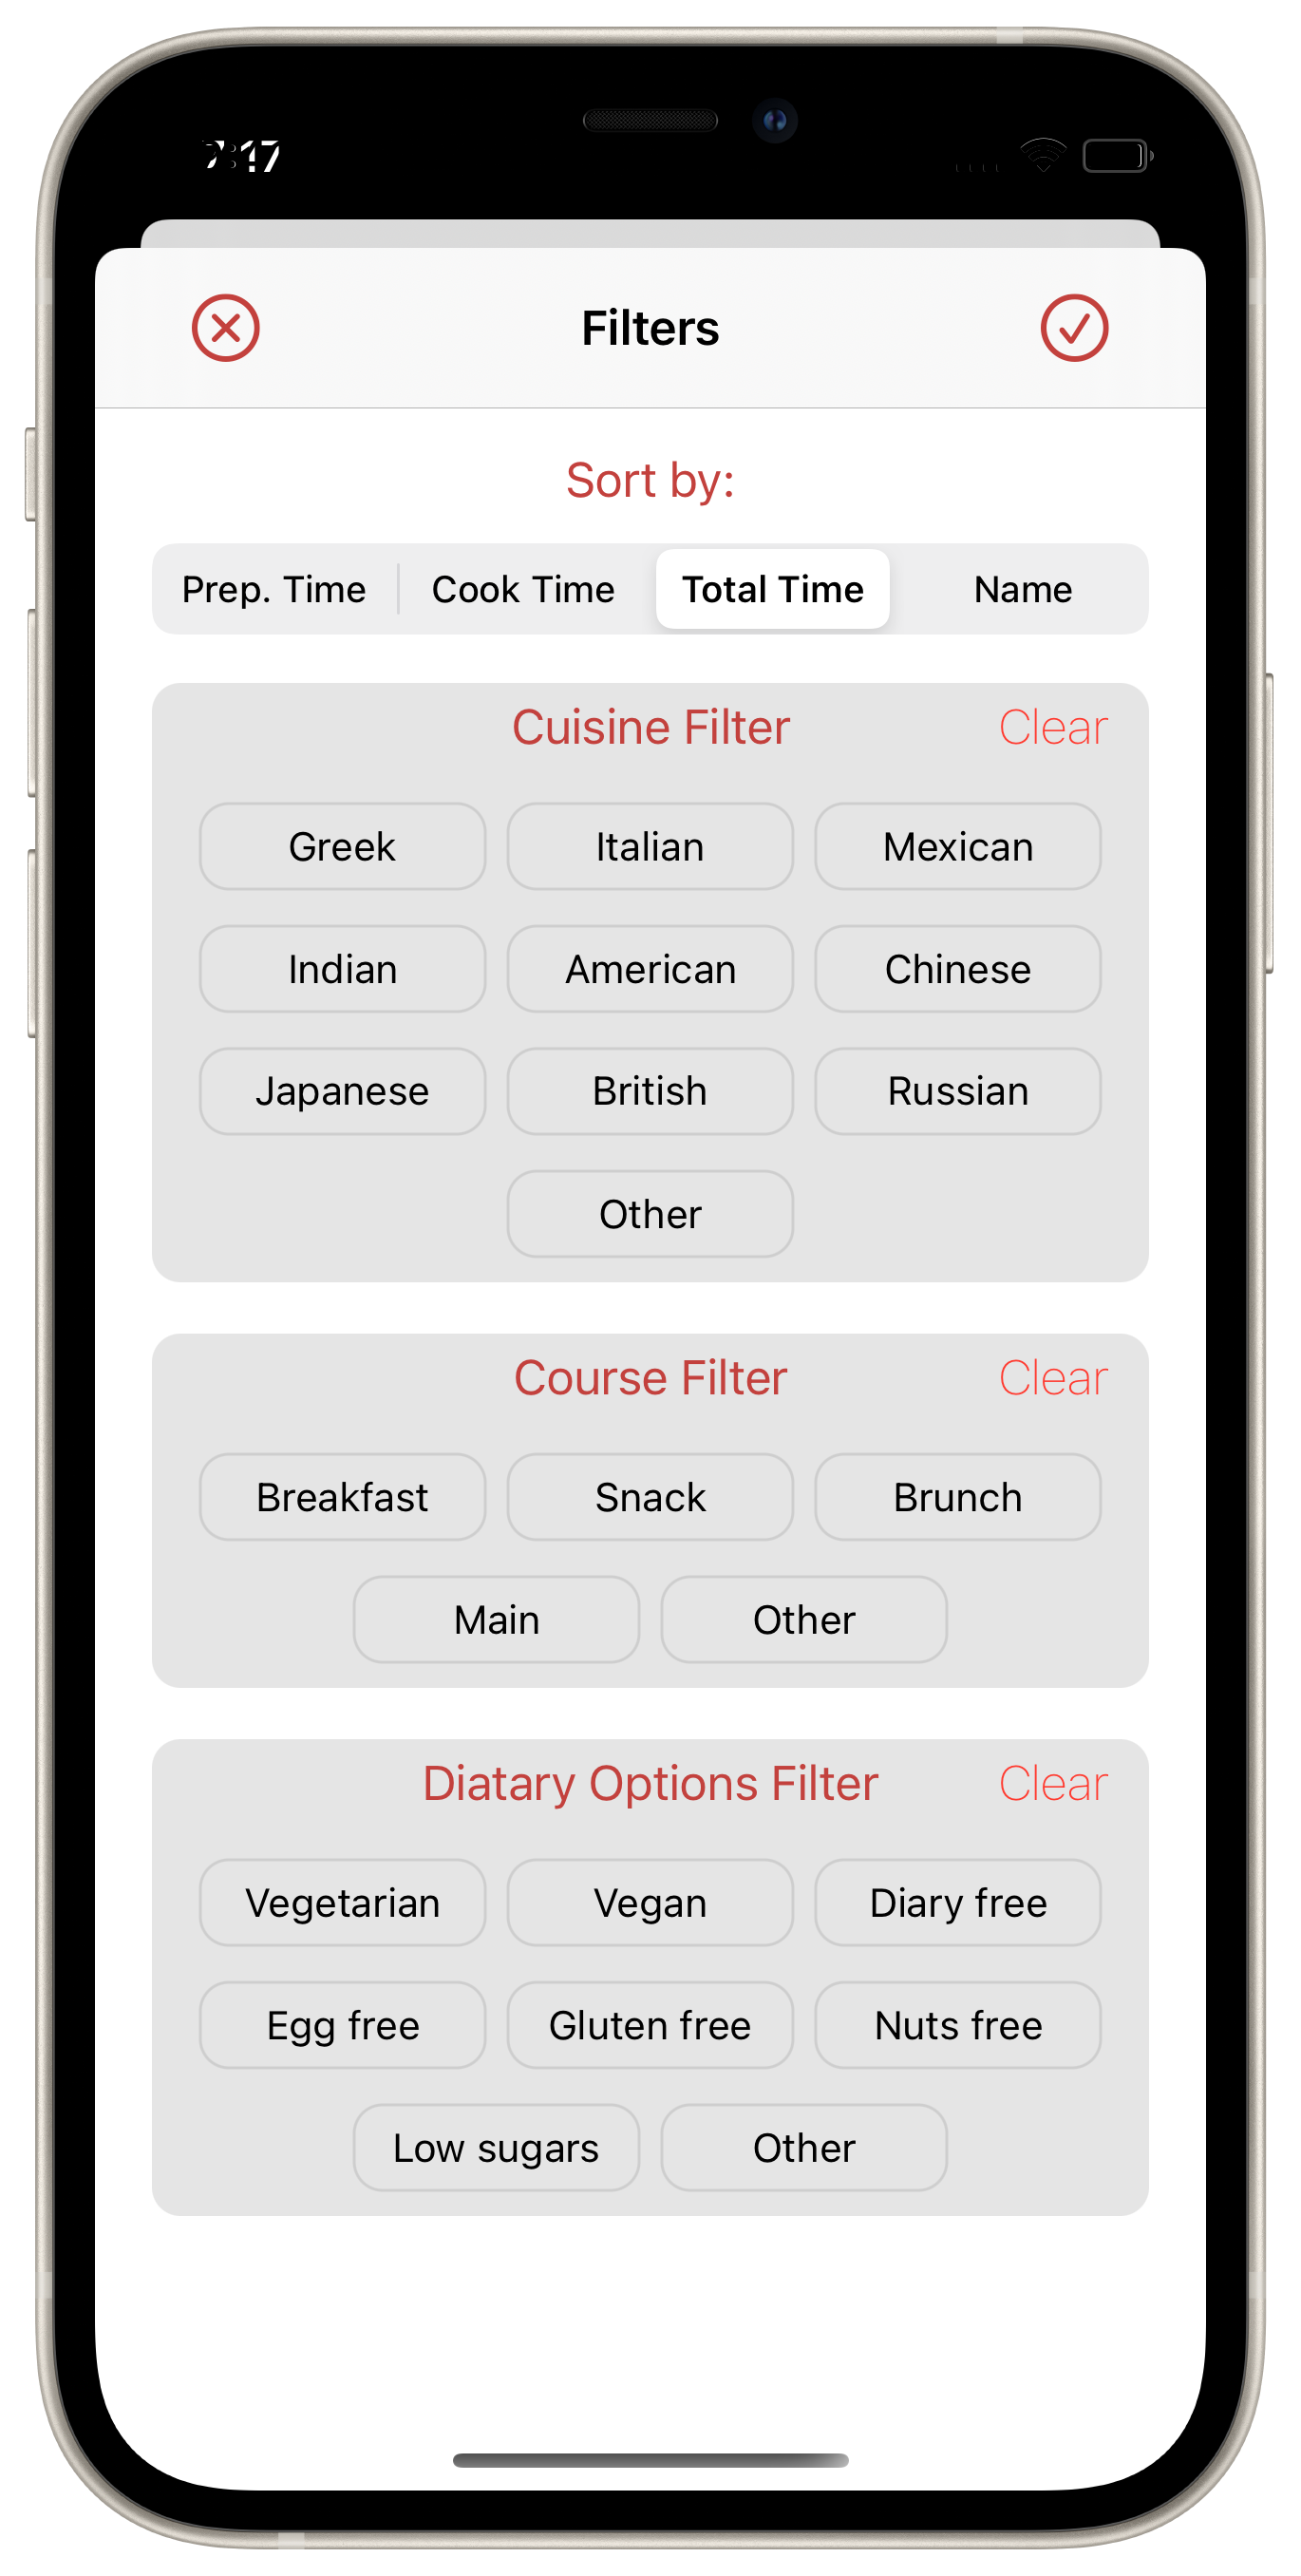 7:17
Filters
Sort by:
Prep. Time Cook Time Total Time Name
Cuisine Filter Clear
Greek Italian Mexican
Indian American Chinese
Japanese British Russian
Other
Course Filter Clear
Breakfast Snack Brunch
Main Other
Diatary Options Filter Clear
Vegetarian Vegan Diary free
Egg free Gluten free Nuts free
Low sugars Other